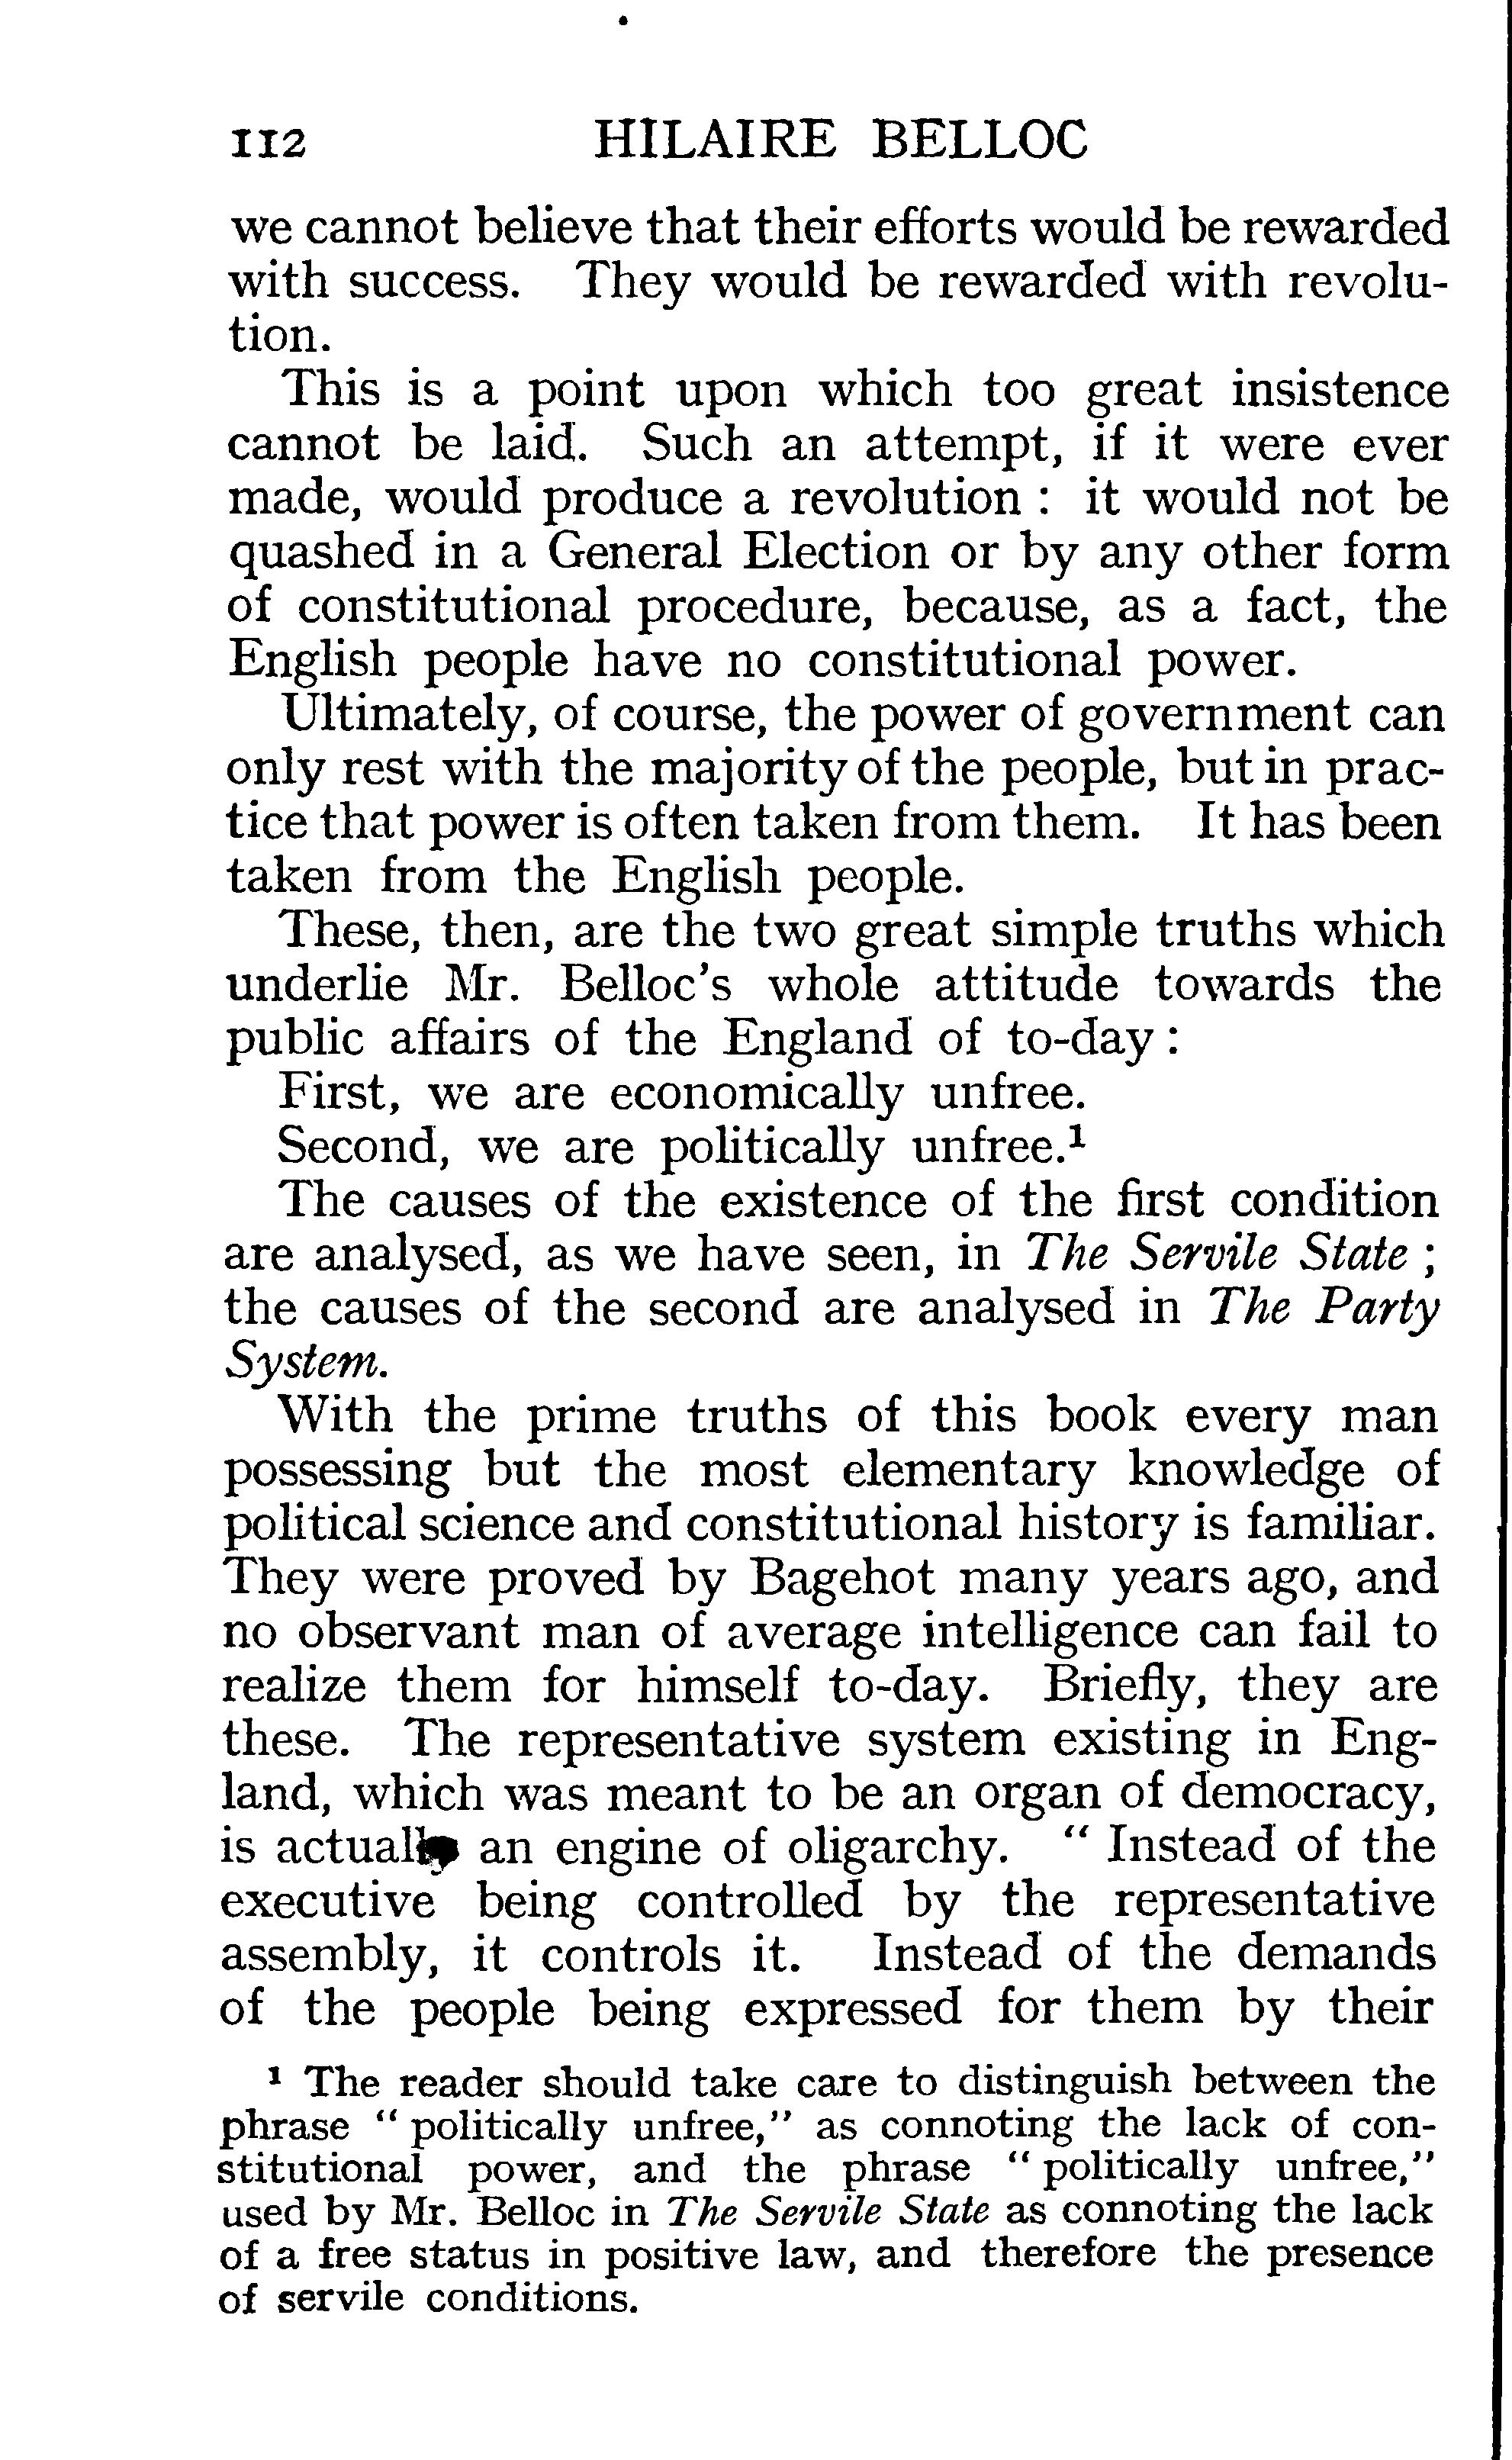 112 HILAIRE BELLOC
we cannot believe that their efforts would be rewarded
with success. They would be rewarded with revolu-
tion.
This is a point upon which too great insistence
cannot be laid. Such an attempt, if it were ever
made, would produce a revolution : it would not be
quashed in a General Election or by any other form
of constitutional procedure, because, as a fact, the
English people have no constitutional power.
Ultimately, of course, the power of government can
only rest with the majority of the people, but in prac-
tice that power is often taken from them. It has been
taken from the English people.
These, then, are the two great simple truths which
underlie Mr. Belloc's whole attitude towards the
public affairs of the England of to-day :
First, we are economically unfree.
Second, we are politically unfree.¹
The causes of the existence of the first condition
are analysed, as we have seen, in The Servile State ;
the causes of the second are analysed in The Party
System.
With the prime truths of this book every man
possessing but the most elementary knowledge of
political science and constitutional history is familiar.
They were proved by Bagehot many years ago, and
no observant man of average intelligence can fail to
realize them for himself to-day. Briefly, they are
these. The representative system existing in Eng-
land, which was meant to be an organ of democracy,
is actually an engine of oligarchy. " Instead of the
executive being controlled by the representative
assembly, it controls it. Instead of the demands
of the people being expressed for them by their
¹ The reader should take care to distinguish between the
phrase " politically unfree," as connoting the lack of con-
stitutional power, and the phrase " politically unfree,"
used by Mr. Belloc in The Servile State as connoting the lack
of a free status in positive law, and therefore the presence
of servile conditions.